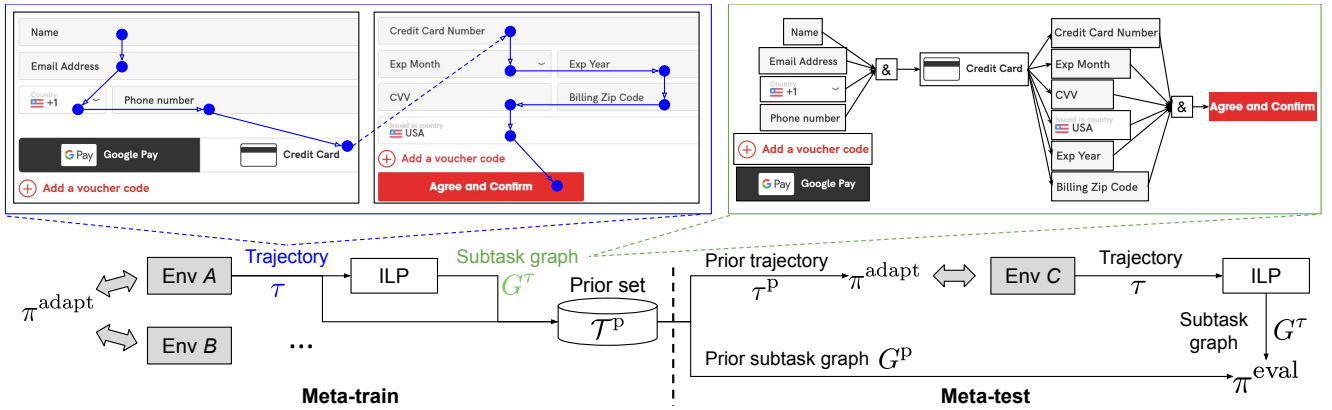 Name
Email Address
Country
+1
Phone number
G Pay Google Pay
Credit Card
Add a voucher code
Credit Card Number
Exp Month
Exp Year
CVV
Billing Zip Code
Issued in country
USA
Add a voucher code
Agree and Confirm
Name
Email Address
Country
+1
Phone number
Add a voucher code
G Pay Google Pay
&
Credit Card
Credit Card Number
Exp Month
CVV
Issued in country
USA
Exp Year
Billing Zip Code
&
Agree and Confirm
π^adapt
Env A
Env B
Trajectory
τ
ILP
...
Subtask graph
G^τ
Prior set
𝒯^p
Meta-train
Prior trajectory
τ^p
π^adapt
Env C
Trajectory
τ
ILP
Subtask
graph
G^τ
Prior subtask graph G^p
π^eval
Meta-test